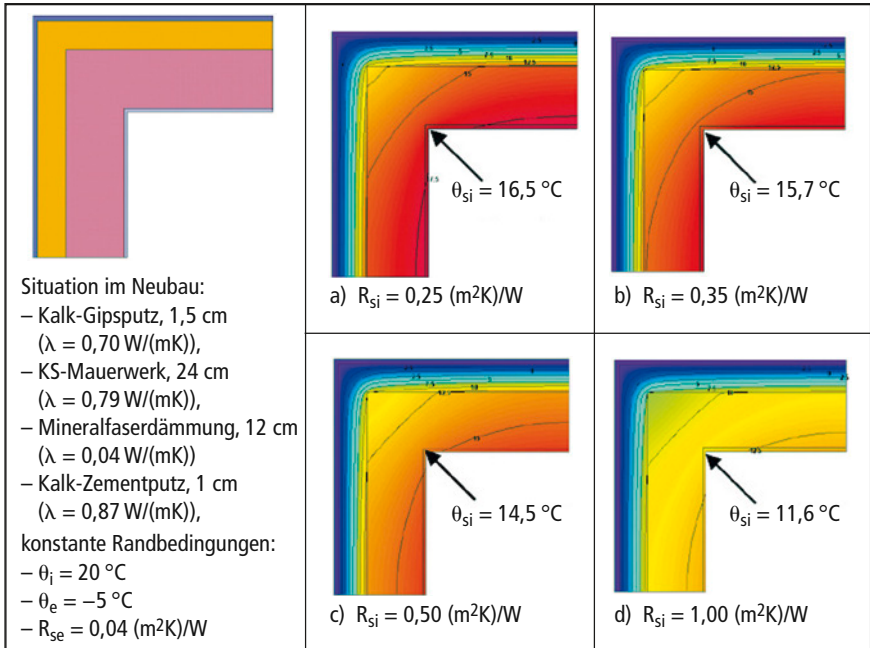 Situation im Neubau:
– Kalk-Gipsputz, 1,5 cm
(λ = 0,70 W/(mK)),
– KS-Mauerwerk, 24 cm
(λ = 0,79 W/(mK)),
– Mineralfaserdämmung, 12 cm
(λ = 0,04 W/(mK))
– Kalk-Zementputz, 1 cm
(λ = 0,87 W/(mK)),
konstante Randbedingungen:
– θi = 20 °C
– θe = –5 °C
– Rse = 0,04 (m²K)/W
θsi = 16,5 °C
a) Rsi = 0,25 (m²K)/W
θsi = 15,7 °C
b) Rsi = 0,35 (m²K)/W
θsi = 14,5 °C
c) Rsi = 0,50 (m²K)/W
θsi = 11,6 °C
d) Rsi = 1,00 (m²K)/W